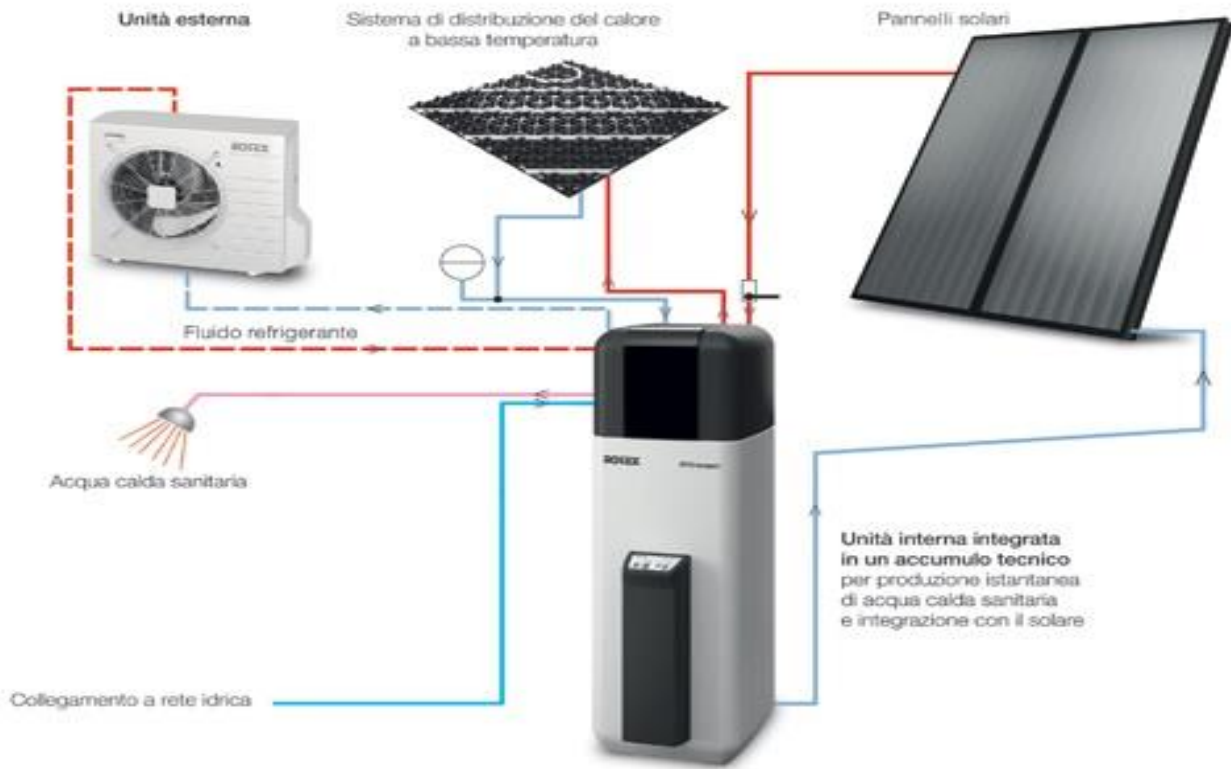 Unità esterna
Sistema di distribuzione del calore
a bassa temperatura
Pannelli solari
ROTEX
Fluido refrigerante
Acqua calda sanitaria
ROTEX
Unità interna integrata
in un accumulo tecnico
per produzione istantanea
di acqua calda sanitaria
e integrazione con il solare
Collegamento a rete idrica